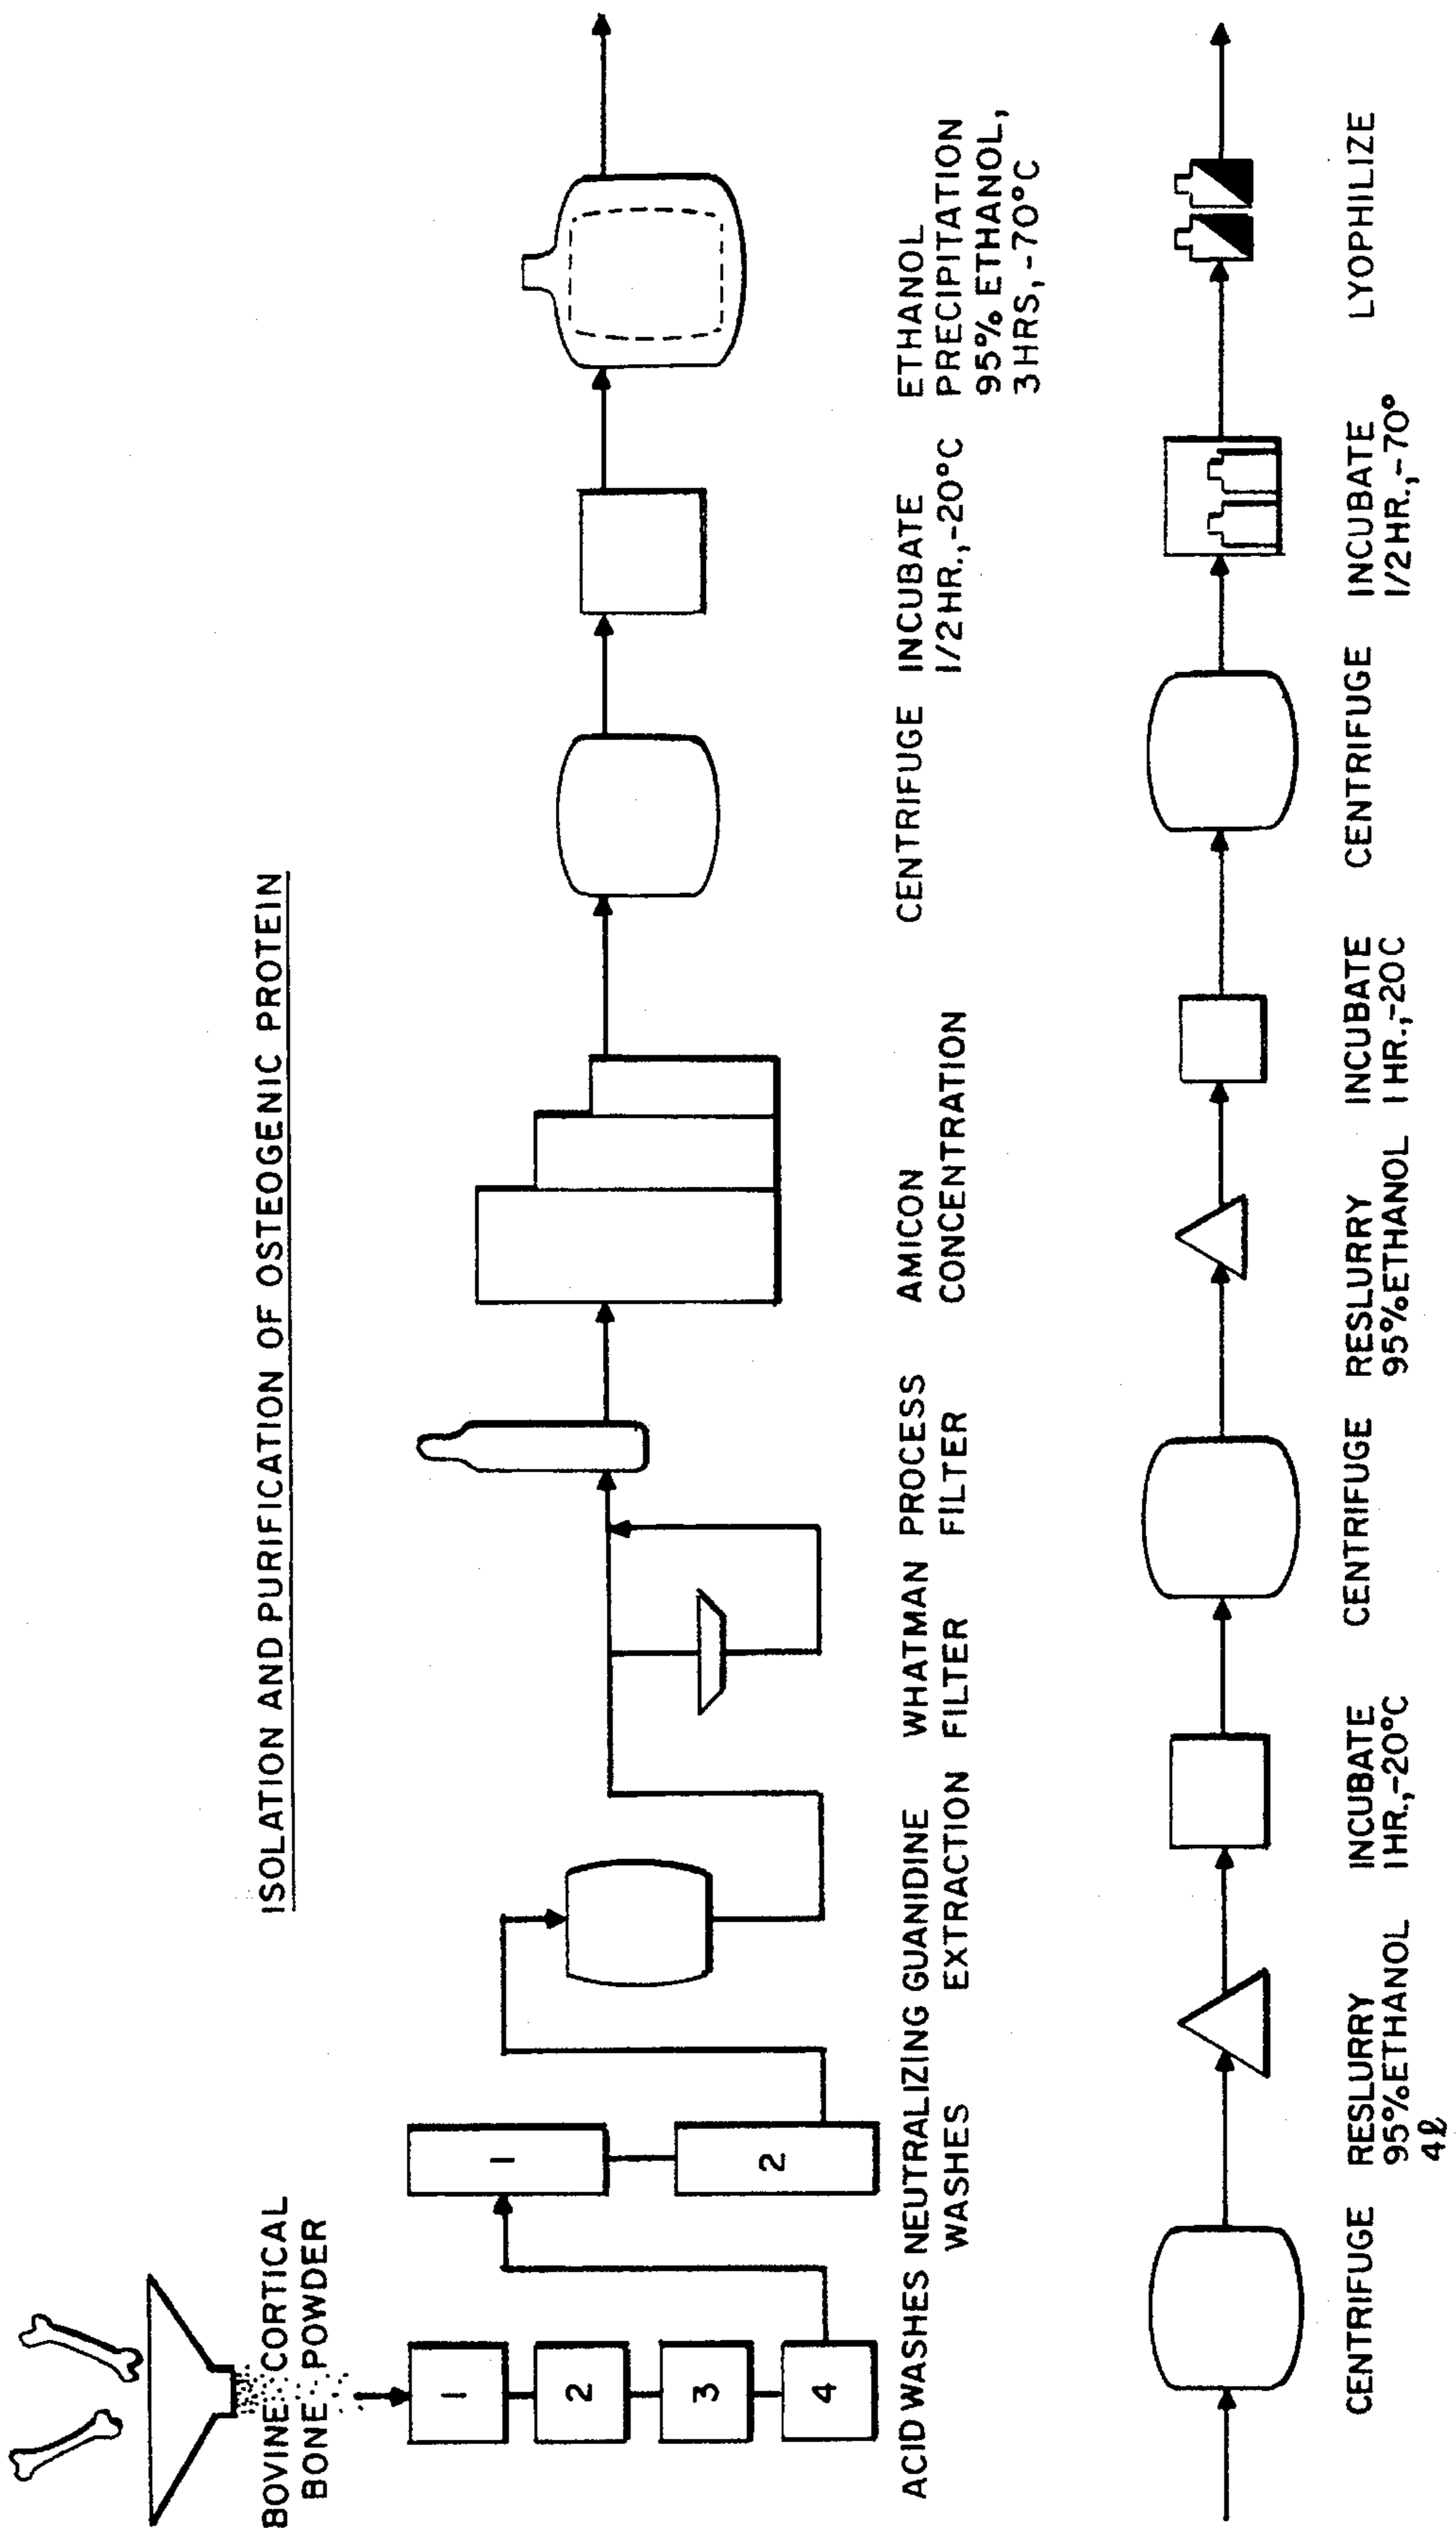 ISOLATION AND PURIFICATION OF OSTEOGENIC PROTEIN
BOVINE CORTICAL
BONE POWDER
1
2
3
4
1
2
ACID WASHES
NEUTRALIZING
WASHES
GUANIDINE
EXTRACTION
WHATMAN
FILTER
PROCESS
FILTER
AMICON
CONCENTRATION
CENTRIFUGE
INCUBATE
1/2 HR.,-20°C
ETHANOL
PRECIPITATION
95% ETHANOL,
3 HRS, -70°C
CENTRIFUGE
RESLURRY
95% ETHANOL
4ℓ
INCUBATE
1 HR.,-20°C
CENTRIFUGE
RESLURRY
95% ETHANOL
INCUBATE
1 HR.,-20C
CENTRIFUGE
INCUBATE
1/2 HR.,-70°
LYOPHILIZE